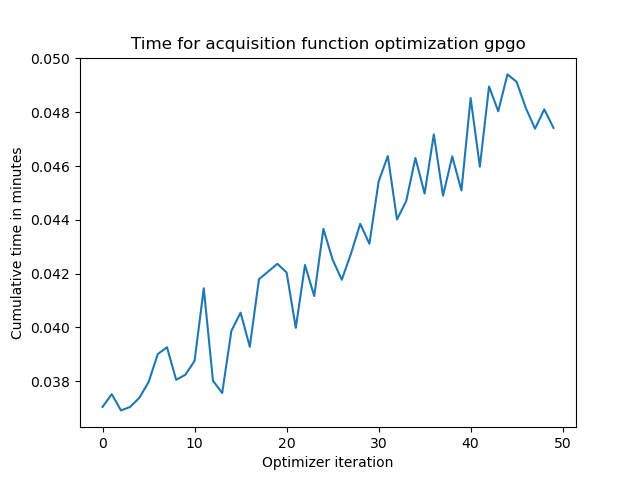 Time for acquisition function optimization gpgo
0.050
0.048
0.046
0.044
0.042
0.040
0.038
Cumulative time in minutes
0 10 20 30 40 50
Optimizer iteration